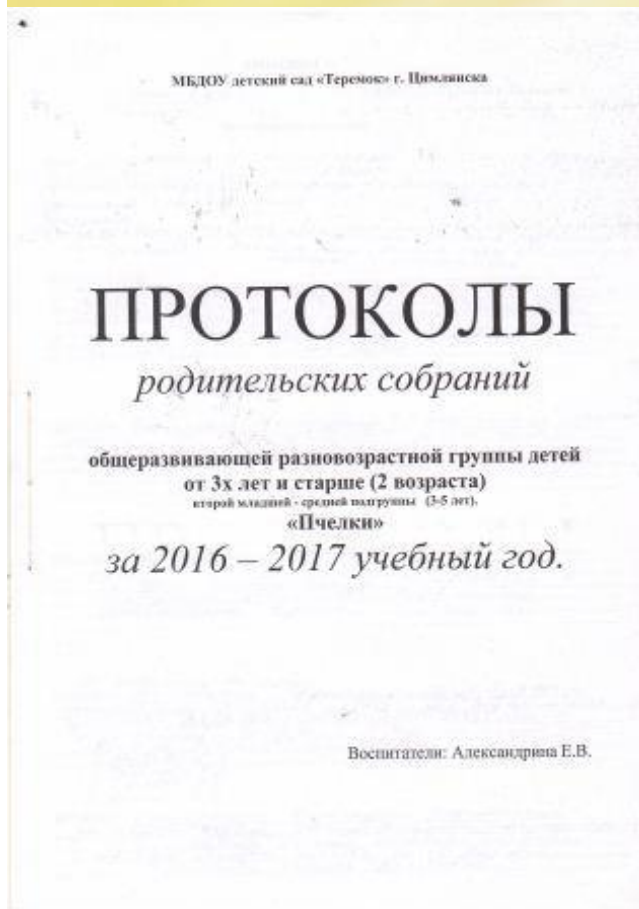 МБДОУ детский сад «Теремок» г. Цимлянска
ПРОТОКОЛЫ
родительских собраний
общеразвивающей разновозрастной группы детей
от 3х лет и старше (2 возраста)
второй младшей - средней подгруппы (3-5 лет).
«Пчелки»
за 2016 – 2017 учебный год.
Воспитатели: Александрина Е.В.